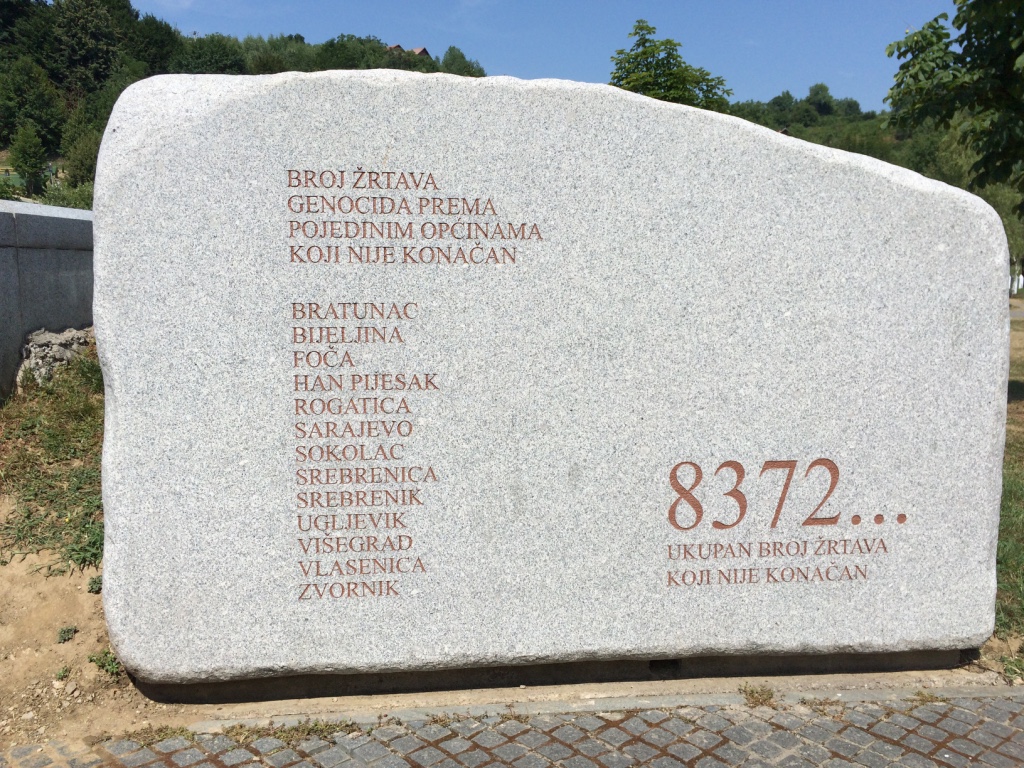 BROJ ŽRTAVA
GENOCIDA PREMA
POJEDINIM OPĆINAMA
KOJI NIJE KONAČAN
BRATUNAC
BIJELJINA
FOČA
HAN PIJESAK
ROGATICA
SARAJEVO
SOKOLAC
SREBRENICA
SREBRENIK
UGLJEVIK
VIŠEGRAD
VLASENICA
ZVORNIK
8372...
UKUPAN BROJ ŽRTAVA
KOJI NIJE KONAČAN